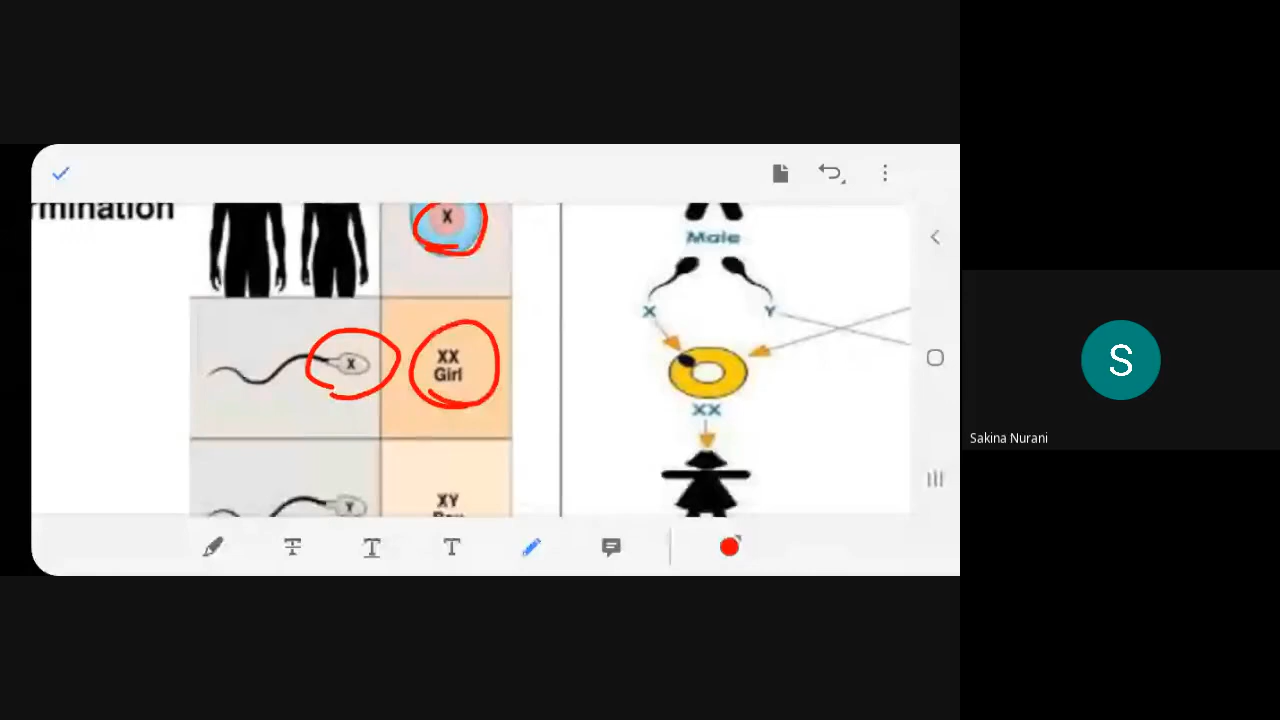 rmination
X
X
XX
Girl
Y
XY
Male
X
Y
XX
S
Sakina Nurani